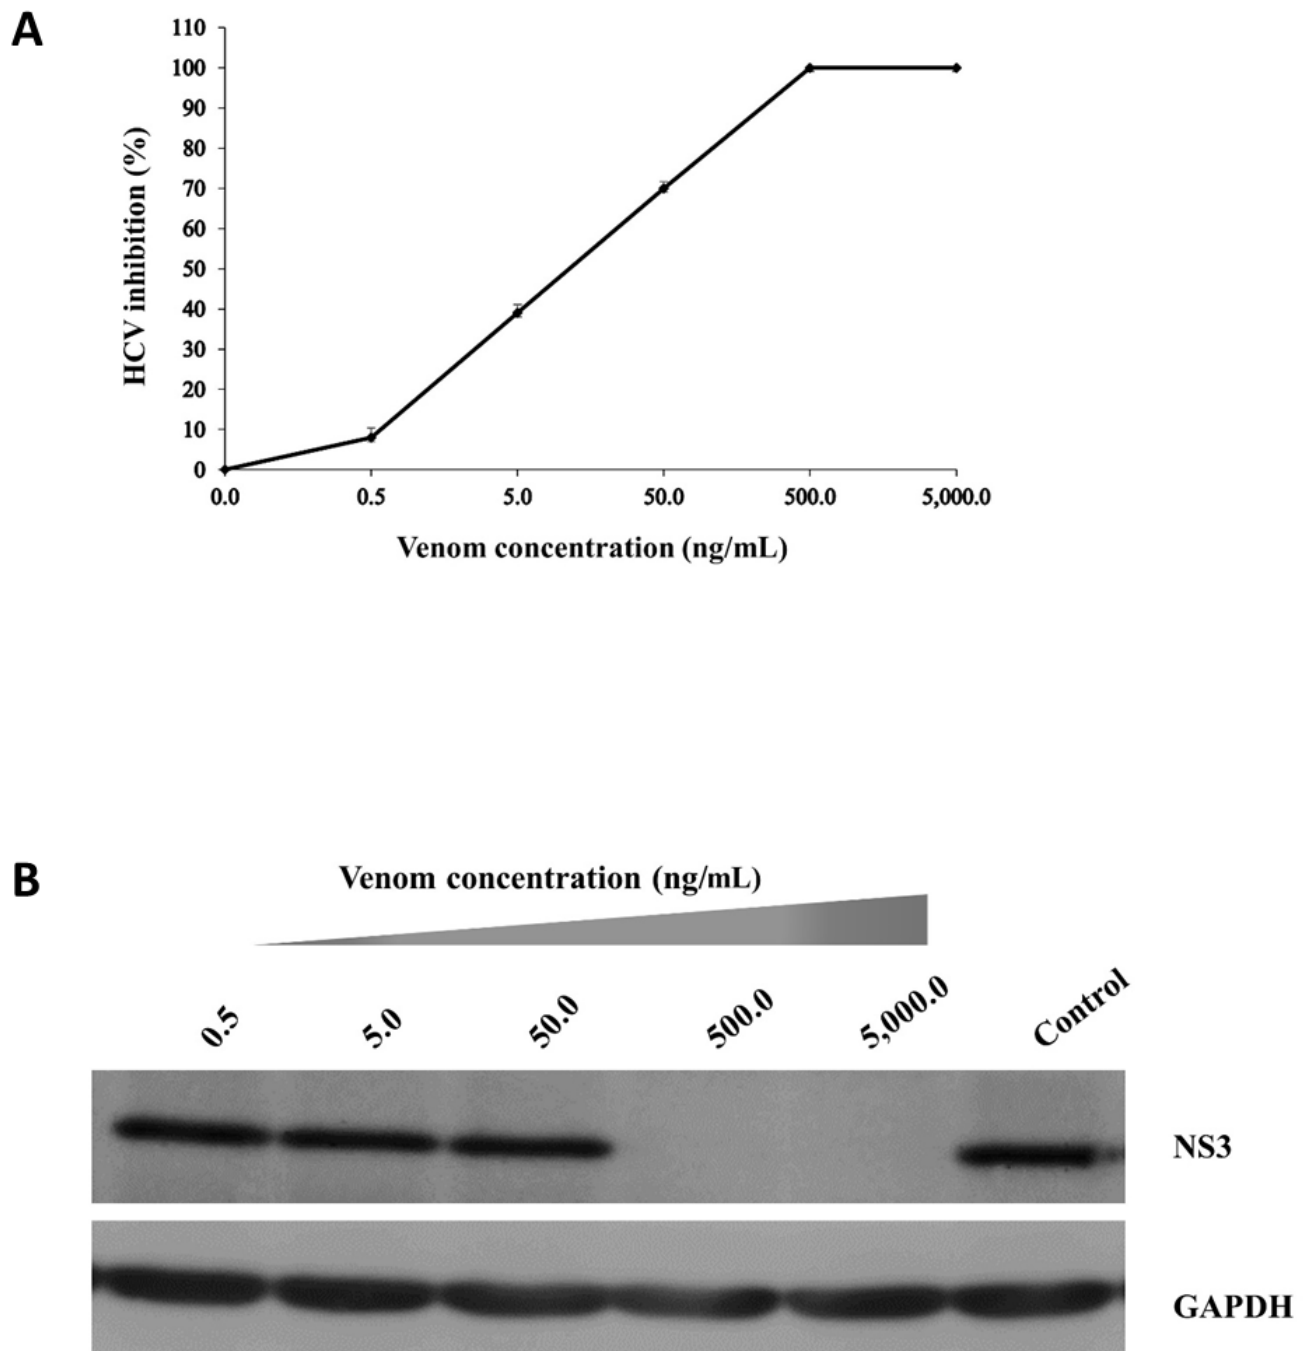 A
110
100
90
80
70
60
50
40
30
20
10
0
HCV inhibition (%)
0.0 0.5 5.0 50.0 500.0 5,000.0
Venom concentration (ng/mL)
B
Venom concentration (ng/mL)
0.5 5.0 50.0 500.0 5,000.0 Control
NS3
GAPDH